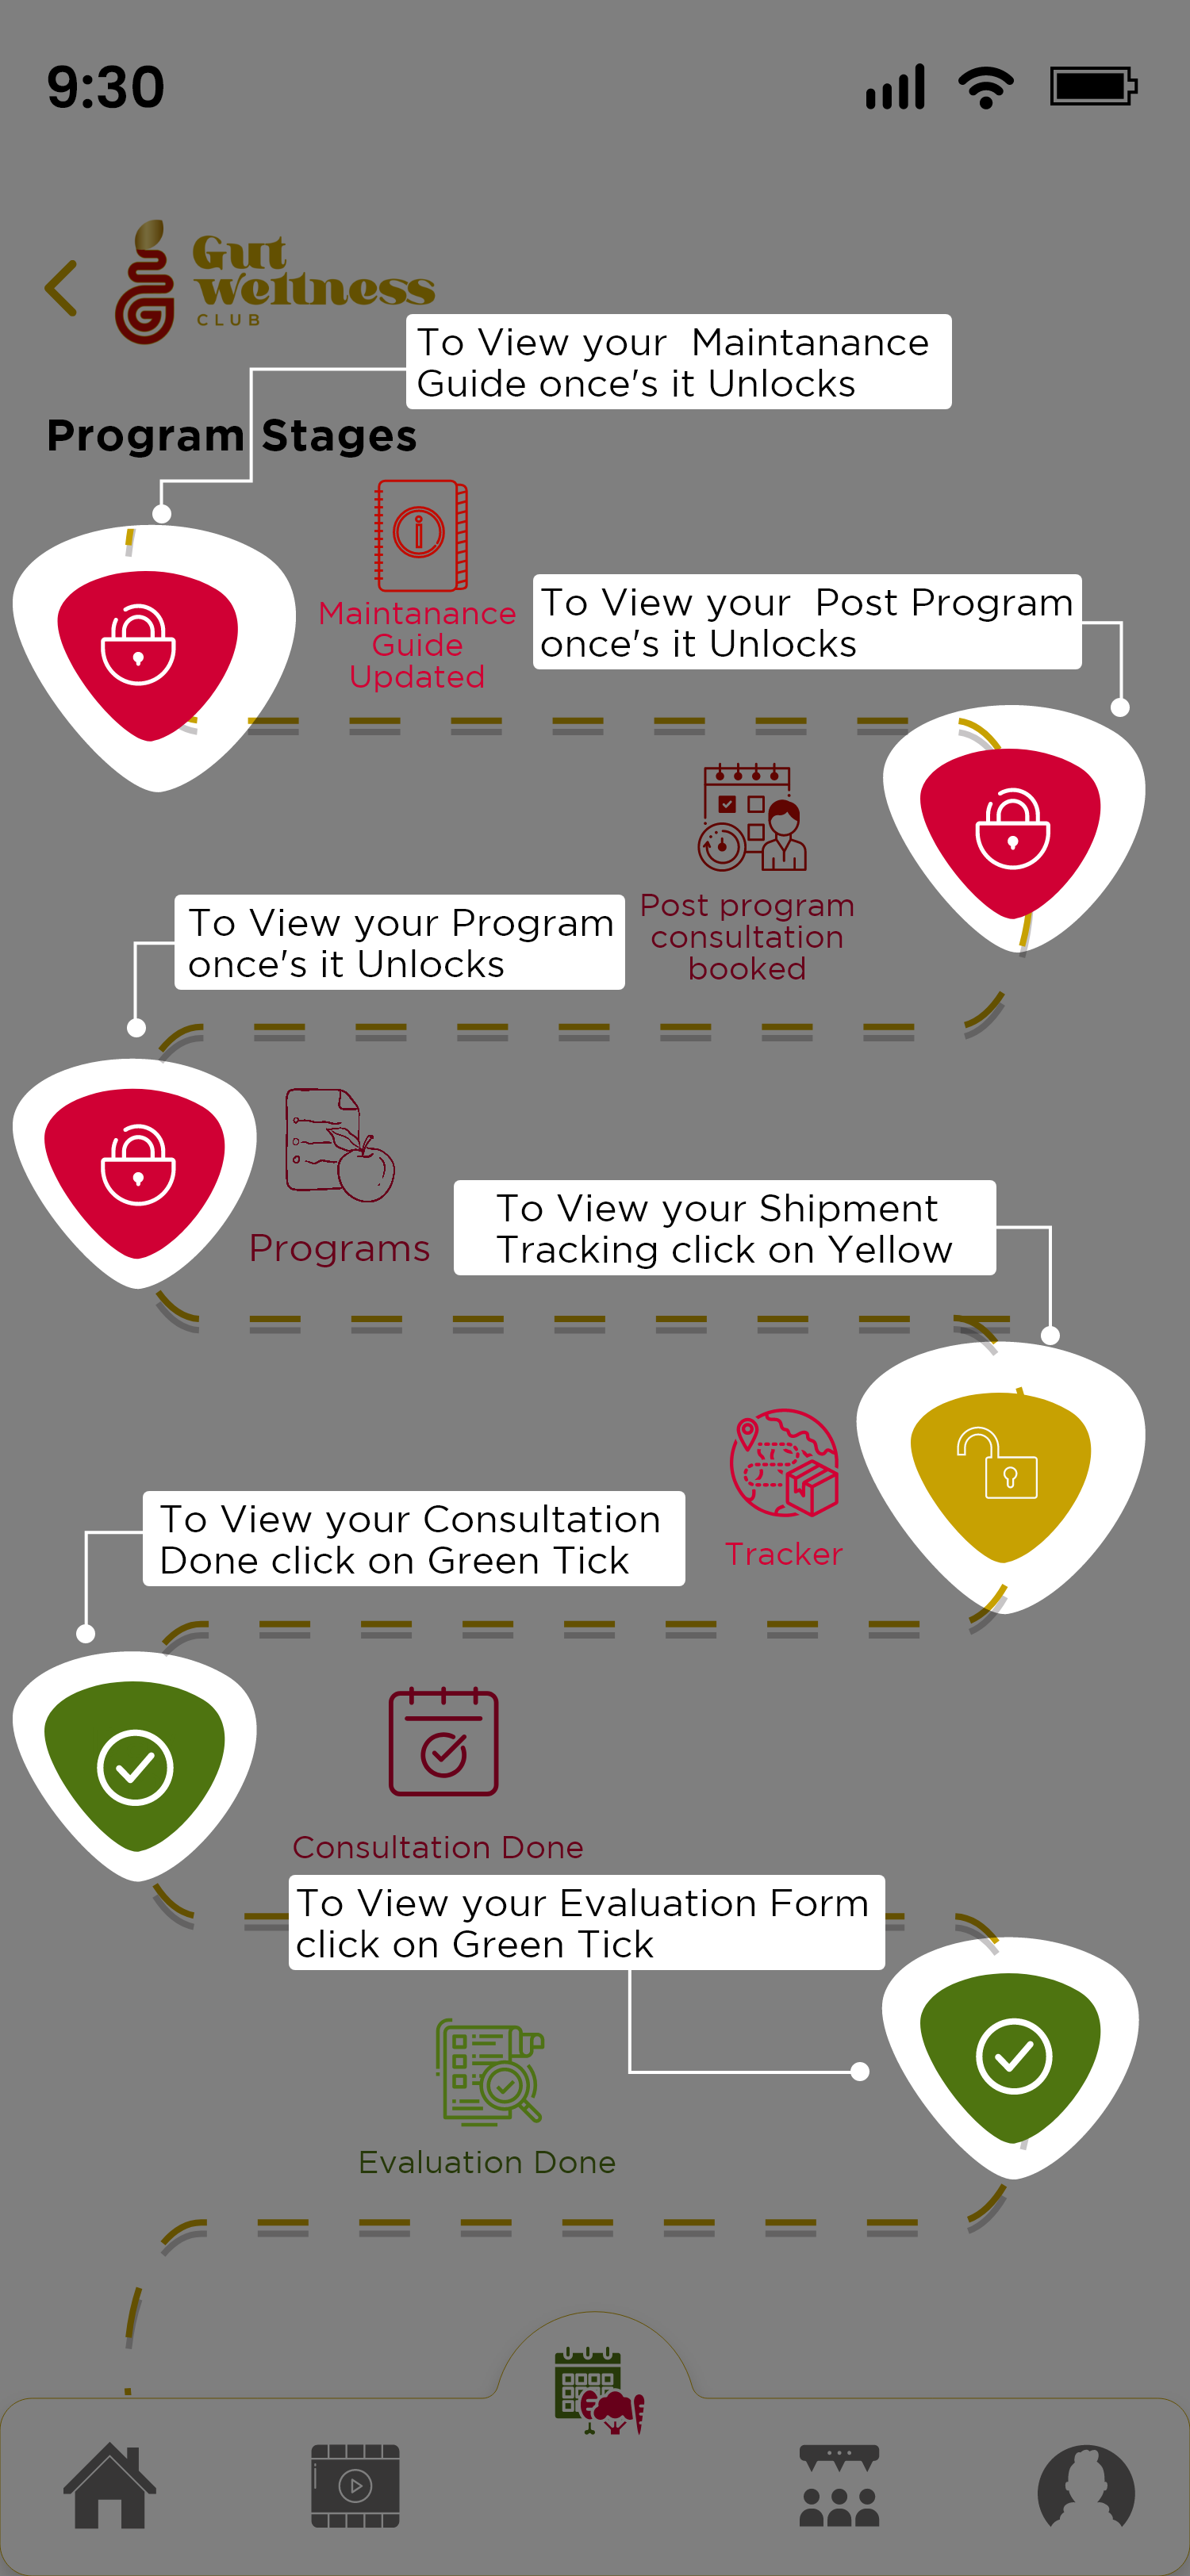 9:30
Gut
Wellness
CLUB
To View your Maintanance
Guide once's it Unlocks
Program Stages
Maintanance
Guide
Updated
To View your Post Program
once's it Unlocks
Post program
consultation
booked
To View your Program
once's it Unlocks
Programs
To View your Shipment
Tracking click on Yellow
Tracker
To View your Consultation
Done click on Green Tick
Consultation Done
To View your Evaluation Form
click on Green Tick
Evaluation Done